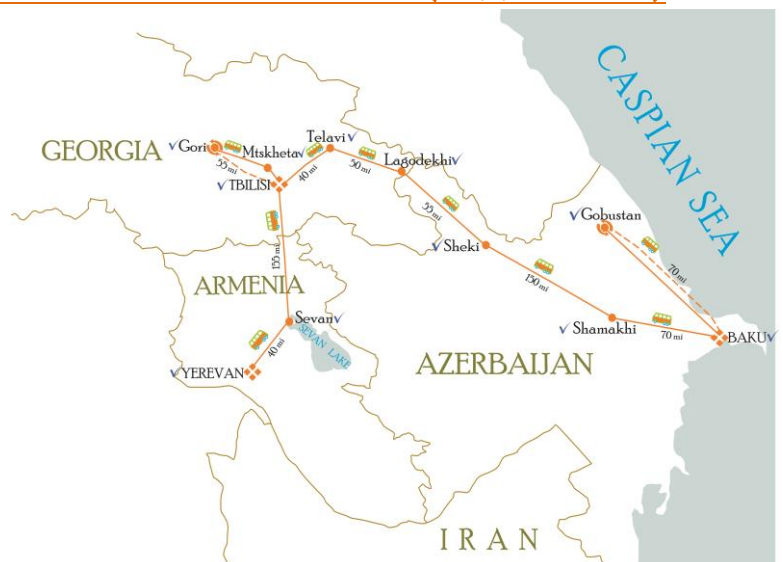 CASPIAN SEA
GEORGIA
Gori
Mtskheta
Telavi
Lagodekhi
55 mi
TBILISI
40 mi
50 mi
55 mi
Gobustan
Sheki
155 mi
70 mi
150 mi
ARMENIA
Sevan
SEVAN LAKE
40 mi
YEREVAN
Shamakhi
70 mi
BAKU
AZERBAIJAN
IRAN